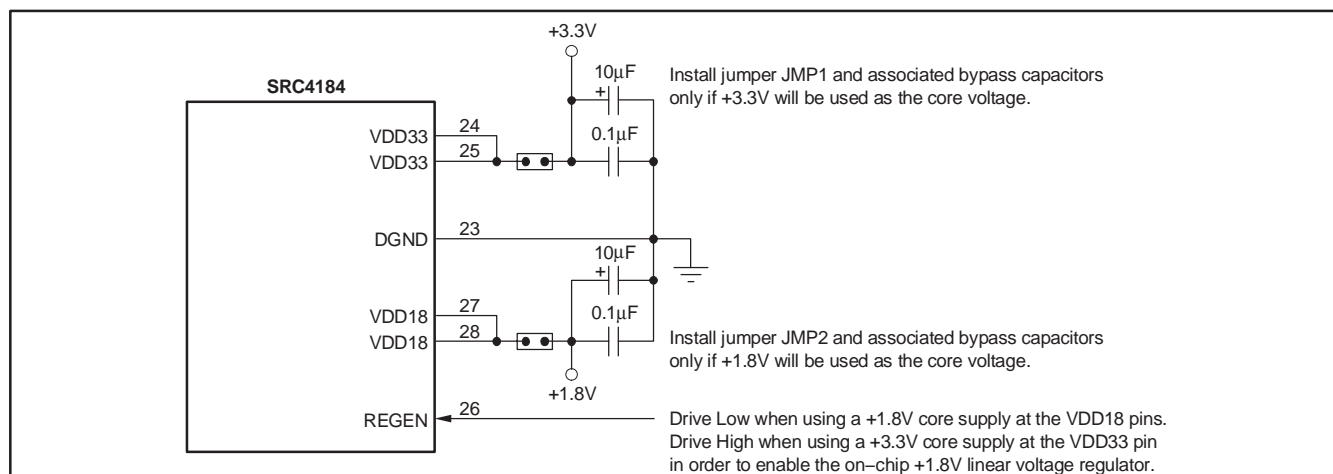 +3.3V
10μF
+
Install jumper JMP1 and associated bypass capacitors
only if +3.3V will be used as the core voltage.
SRC4184
VDD33
24
0.1μF
VDD33
25
DGND
23
10μF
+
VDD18
27
0.1μF
VDD18
28
Install jumper JMP2 and associated bypass capacitors
only if +1.8V will be used as the core voltage.
+1.8V
REGEN
26
Drive Low when using a +1.8V core supply at the VDD18 pins.
Drive High when using a +3.3V core supply at the VDD33 pin
in order to enable the on−chip +1.8V linear voltage regulator.